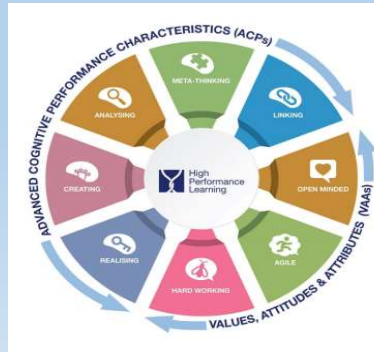 ADVANCED COGNITIVE PERFORMANCE CHARACTERISTICS (ACPs)
META-THINKING
LINKING
ANALYSING
CREATING
REALISING
High
Performance
Learning
OPEN MINDED
AGILE
HARD WORKING
VALUES, ATTITUDES & ATTRIBUTES (VAAs)